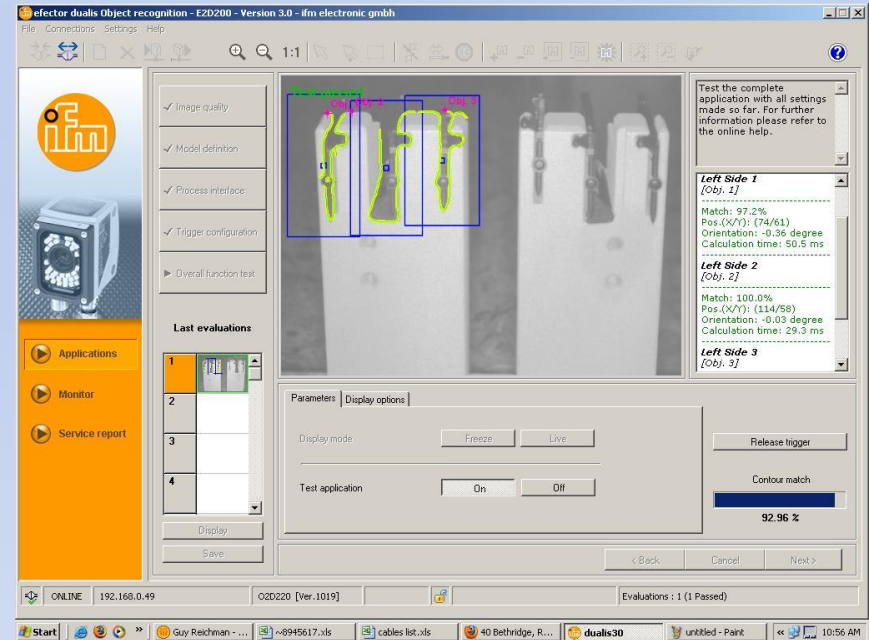 efector dualis Object recognition - E2D200 - Version 3.0 - ifm electronic gmbh
File Connections Settings Help
1:1
ifm
✓ Image quality
✓ Model definition
✓ Process interface
✓ Trigger configuration
▶ Overall function test
Last evaluations
1
2
3
4
Display
Save
Applications
Monitor
Service report
Obj. 3
Test the complete
application with all settings
made so far. For further
information please refer to
the online help.
Left Side 1
[Obj. 1]
Match: 97.2%
Pos.(X/Y): (74/61)
Orientation: -0.36 degree
Calculation time: 50.5 ms
Left Side 2
[Obj. 2]
Match: 100.0%
Pos.(X/Y): (114/58)
Orientation: -0.03 degree
Calculation time: 29.3 ms
Left Side 3
[Obj. 3]
Parameters Display options
Display mode Freeze Live
Test application On Off
Release trigger
Contour match
92.96 %
< Back Cancel Next >
ONLINE 192.168.0.49 O2D220 [Ver.1019] Evaluations : 1 (1 Passed)
Start » Guy Reichman - ... ~8945617.xls cables list.xls 40 Bethridge, R... dualis30 untitled - Paint « 10:56 AM